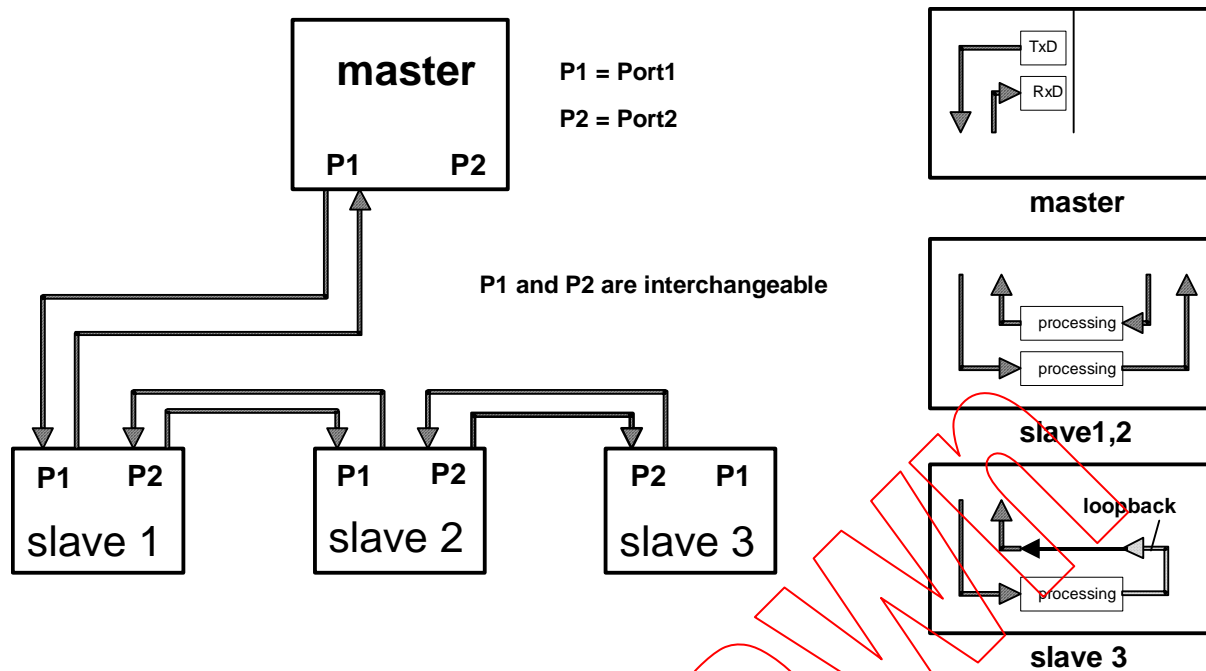 master
P1 P2
P1 = Port1
P2 = Port2
P1 and P2 are interchangeable
P1 P2
slave 1
P1 P2
slave 2
P2 P1
slave 3
TxD
RxD
master
processing
processing
slave1,2
loopback
processing
slave 3